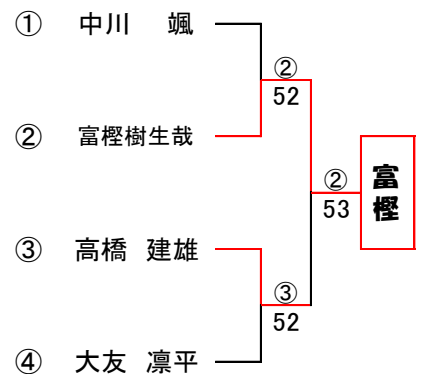 ① 中川 颯
②
52
② 富樫樹生哉
②
53
富樫
③ 高橋 建雄
③
52
④ 大友 凛平